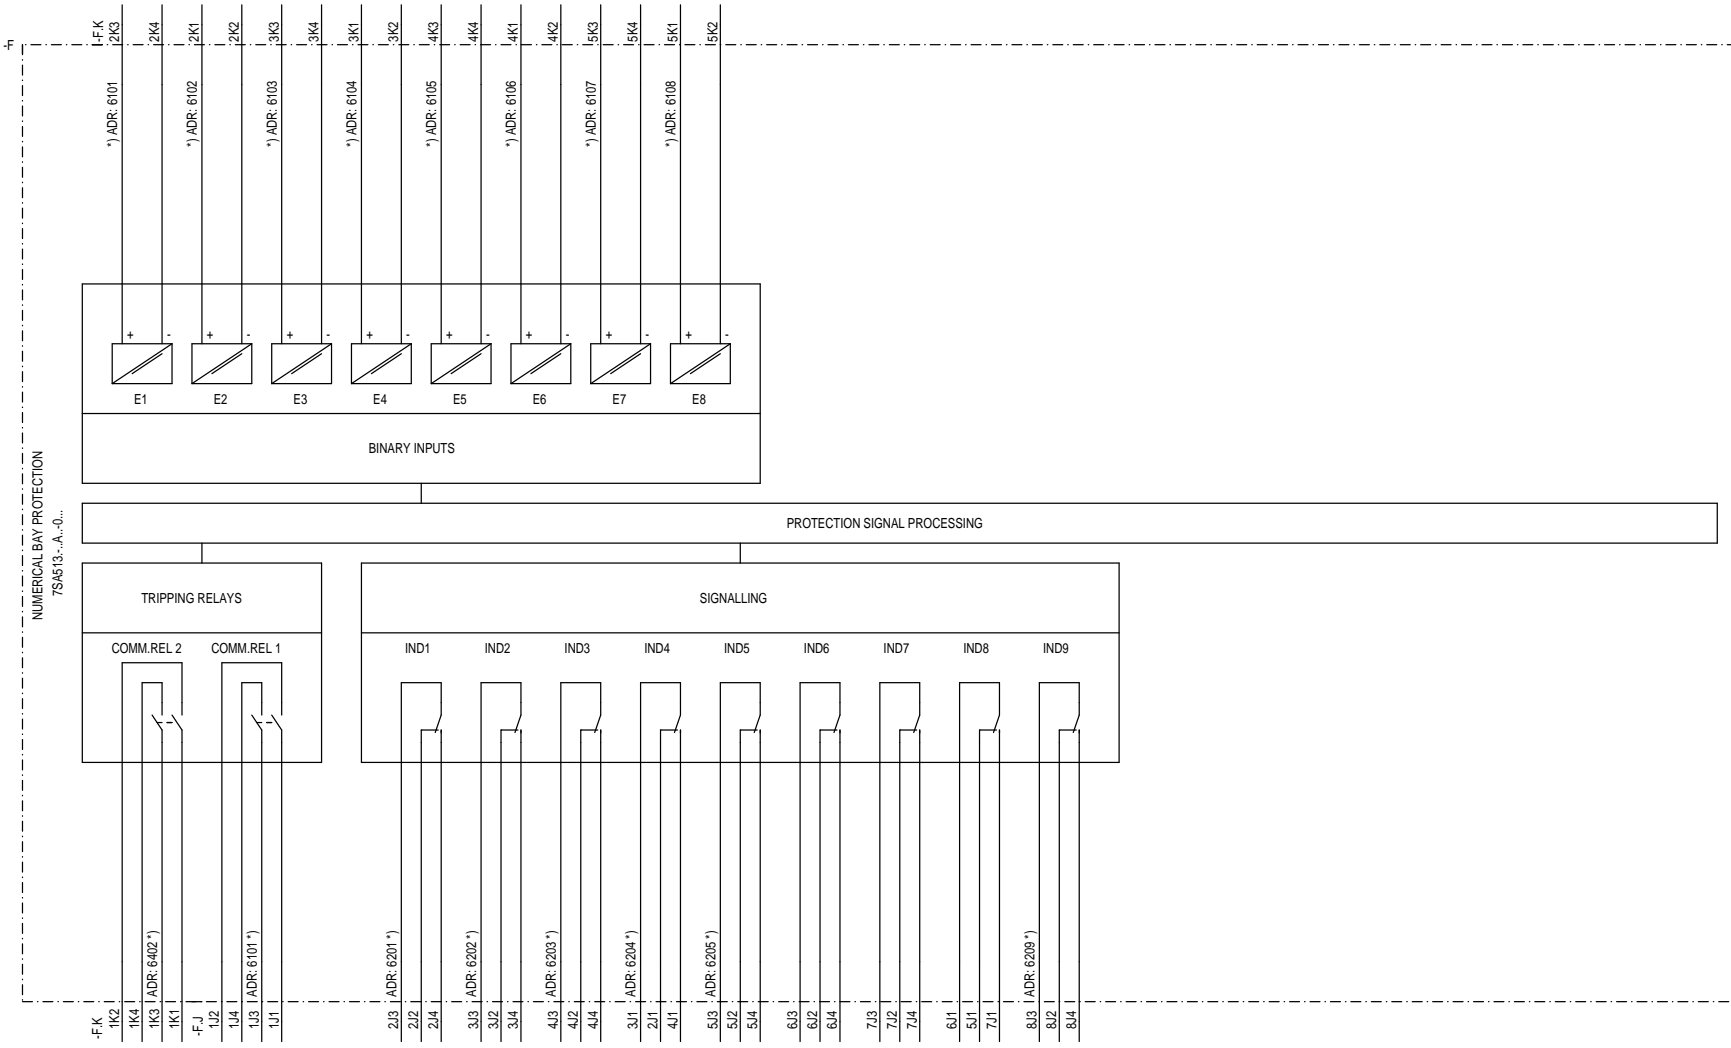 -F
-F.K
2K3
2K4
2K1
2K2
3K3
3K4
3K1
3K2
4K3
4K4
4K1
4K2
5K3
5K4
5K1
5K2
*) ADR: 6101
*) ADR: 6102
*) ADR: 6103
*) ADR: 6104
*) ADR: 6105
*) ADR: 6106
*) ADR: 6107
*) ADR: 6108
+ - + - + - + - + - + - + - + -
E1 E2 E3 E4 E5 E6 E7 E8
BINARY INPUTS
NUMERICAL BAY PROTECTION
7SA513.-..A..-0...
PROTECTION SIGNAL PROCESSING
TRIPPING RELAYS
SIGNALLING
COMM.REL 2 COMM.REL 1
IND1 IND2 IND3 IND4 IND5 IND6 IND7 IND8 IND9
ADR: 6402 *)
ADR: 6101 *)
ADR: 6201 *)
ADR: 6202 *)
ADR: 6203 *)
ADR: 6204 *)
ADR: 6205 *)
ADR: 6209 *)
-F.K
1K2
1K4
1K3
1K1
-F.J
1J2
1J4
1J3
1J1
2J3
2J2
2J4
3J3
3J2
3J4
4J3
4J2
4J4
3J1
2J1
4J1
5J3
5J2
5J4
6J3
6J2
6J4
7J3
7J2
7J4
6J1
5J1
7J1
8J3
8J2
8J4